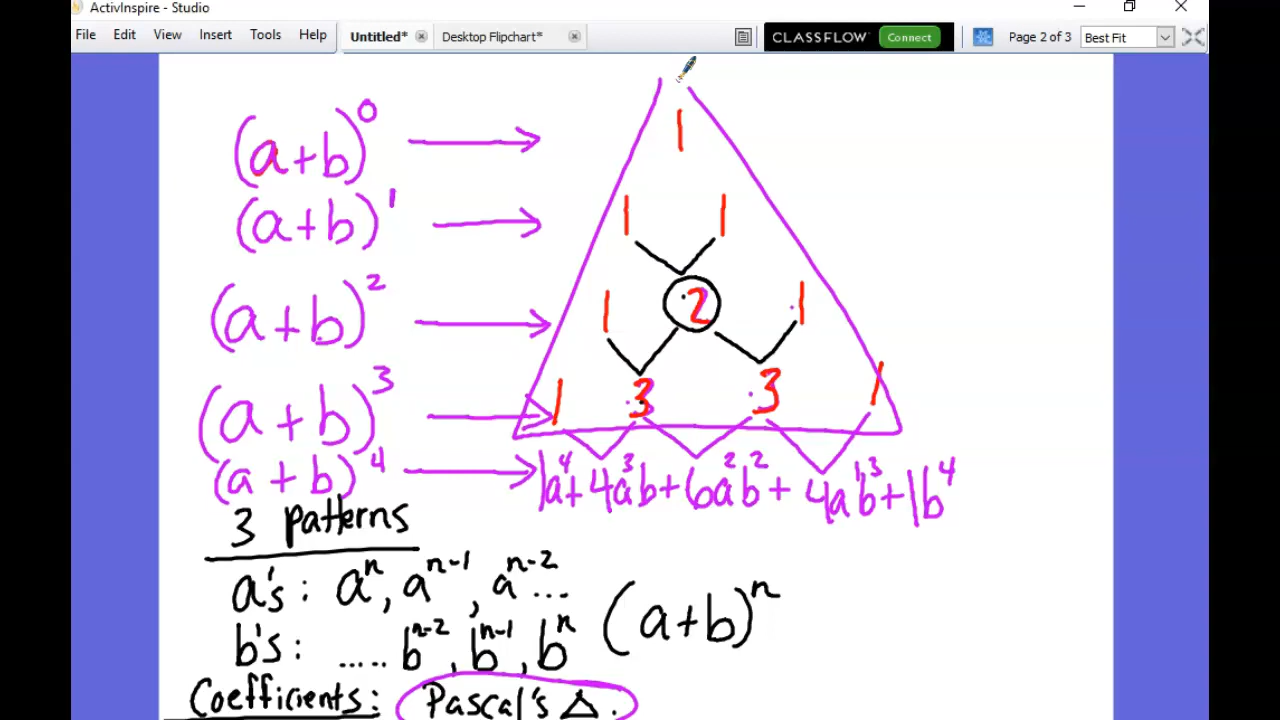 ActivInspire - Studio
File Edit View Insert Tools Help Untitled* Desktop Flipchart* CLASSFLOW Connect Page 2 of 3 Best Fit
(a+b)⁰ → 1
(a+b)¹ → 1 1
(a+b)² → 1 2 1
(a+b)³ → 1 3 3 1
(a+b)⁴ → 1a⁴+4a³b+6a²b²+4a¹b³+1b⁴
3 patterns
a's: aⁿ, aⁿ⁻¹, aⁿ⁻² ...
(a+b)ⁿ
b's: ..... bⁿ⁻², bⁿ⁻¹, bⁿ
Coefficients: Pascal's △.